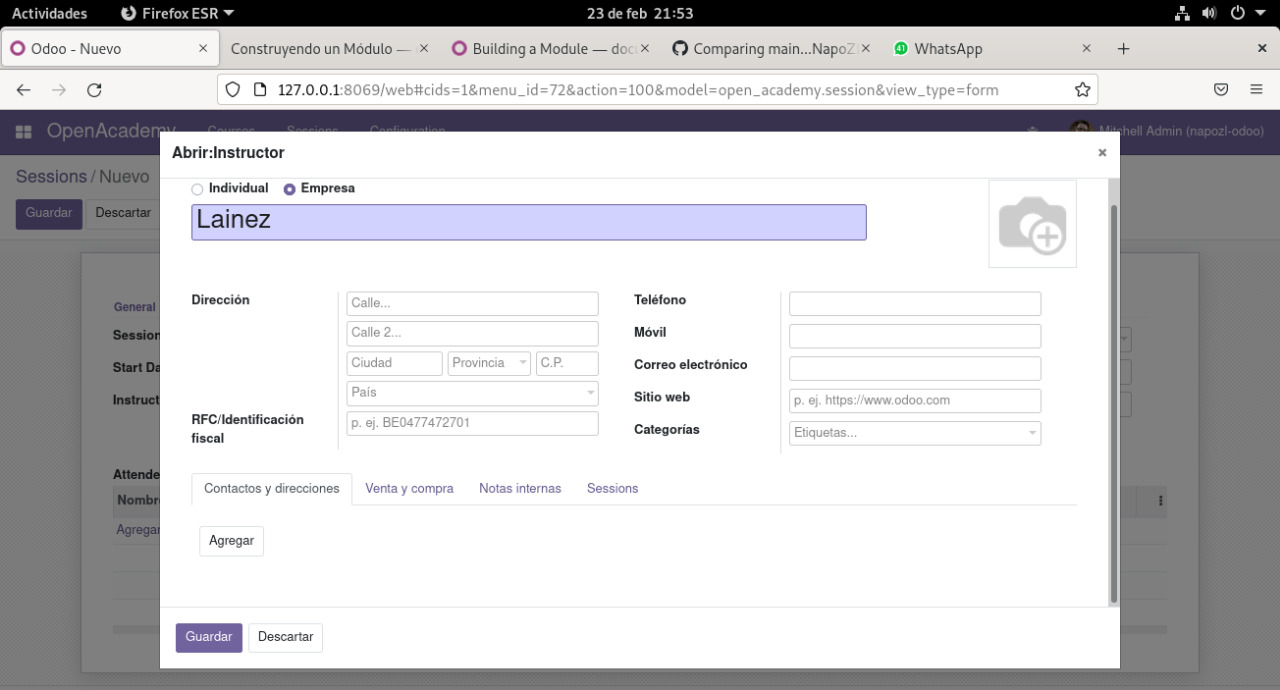 Actividades Firefox ESR 23 de feb 21:53
Odoo - Nuevo × Construyendo un Módulo — × Building a Module — doc × Comparing main...NapoZ × 41 WhatsApp × + ×
127.0.0.1:8069/web#cids=1&menu_id=72&action=100&model=open_academy.session&view_type=form
OpenAcademy Courses Sessions Configuration Mitchell Admin (napozl-odoo)
Sessions / Nuevo
Guardar Descartar
General
Session
Start Da
Instruct
Attende
Nombre
Agregar
Abrir:Instructor ×
Individual Empresa
Lainez
Dirección
Calle...
Calle 2...
Ciudad Provincia C.P.
País
RFC/Identificación fiscal
p. ej. BE0477472701
Teléfono
Móvil
Correo electrónico
Sitio web p. ej. https://www.odoo.com
Categorías Etiquetas...
Contactos y direcciones Venta y compra Notas internas Sessions
Agregar
Guardar Descartar